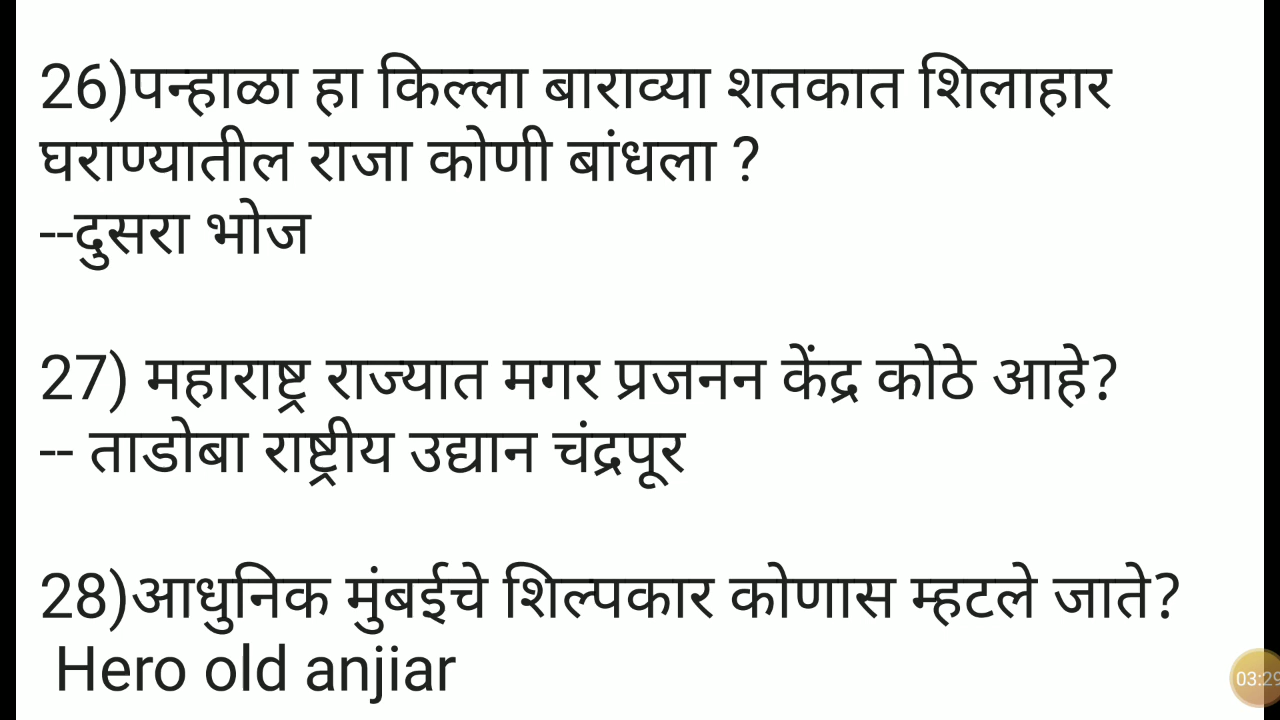 26)पन्हाळा हा किल्ला बाराव्या शतकात शिलाहार
घराण्यातील राजा कोणी बांधला ?
--दुसरा भोज
27) महाराष्ट्र राज्यात मगर प्रजनन केंद्र कोठे आहे?
-- ताडोबा राष्ट्रीय उद्यान चंद्रपूर
28)आधुनिक मुंबईचे शिल्पकार कोणास म्हटले जाते?
Hero old anjiar
03:29